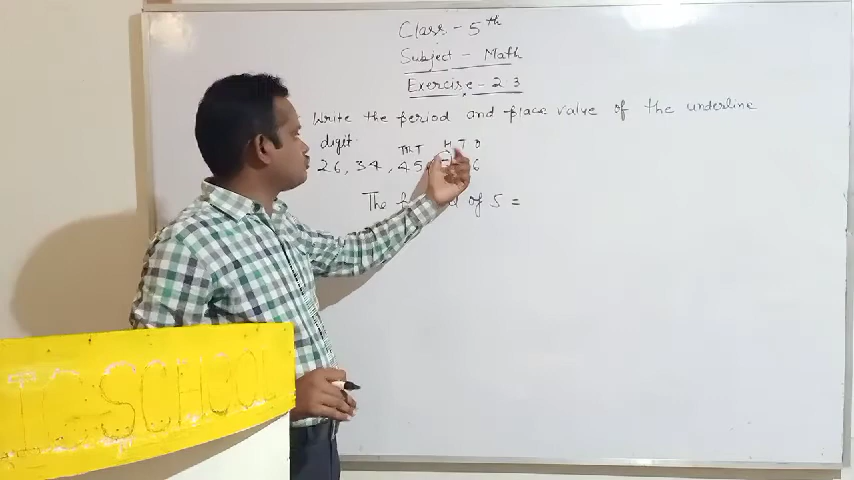 Class - 5th
Subject - Math
Exercise - 2.3
Write the period and place value of the underline
digit.
H T O
26, 34, 45 6
The of 5 =
SCHOOL